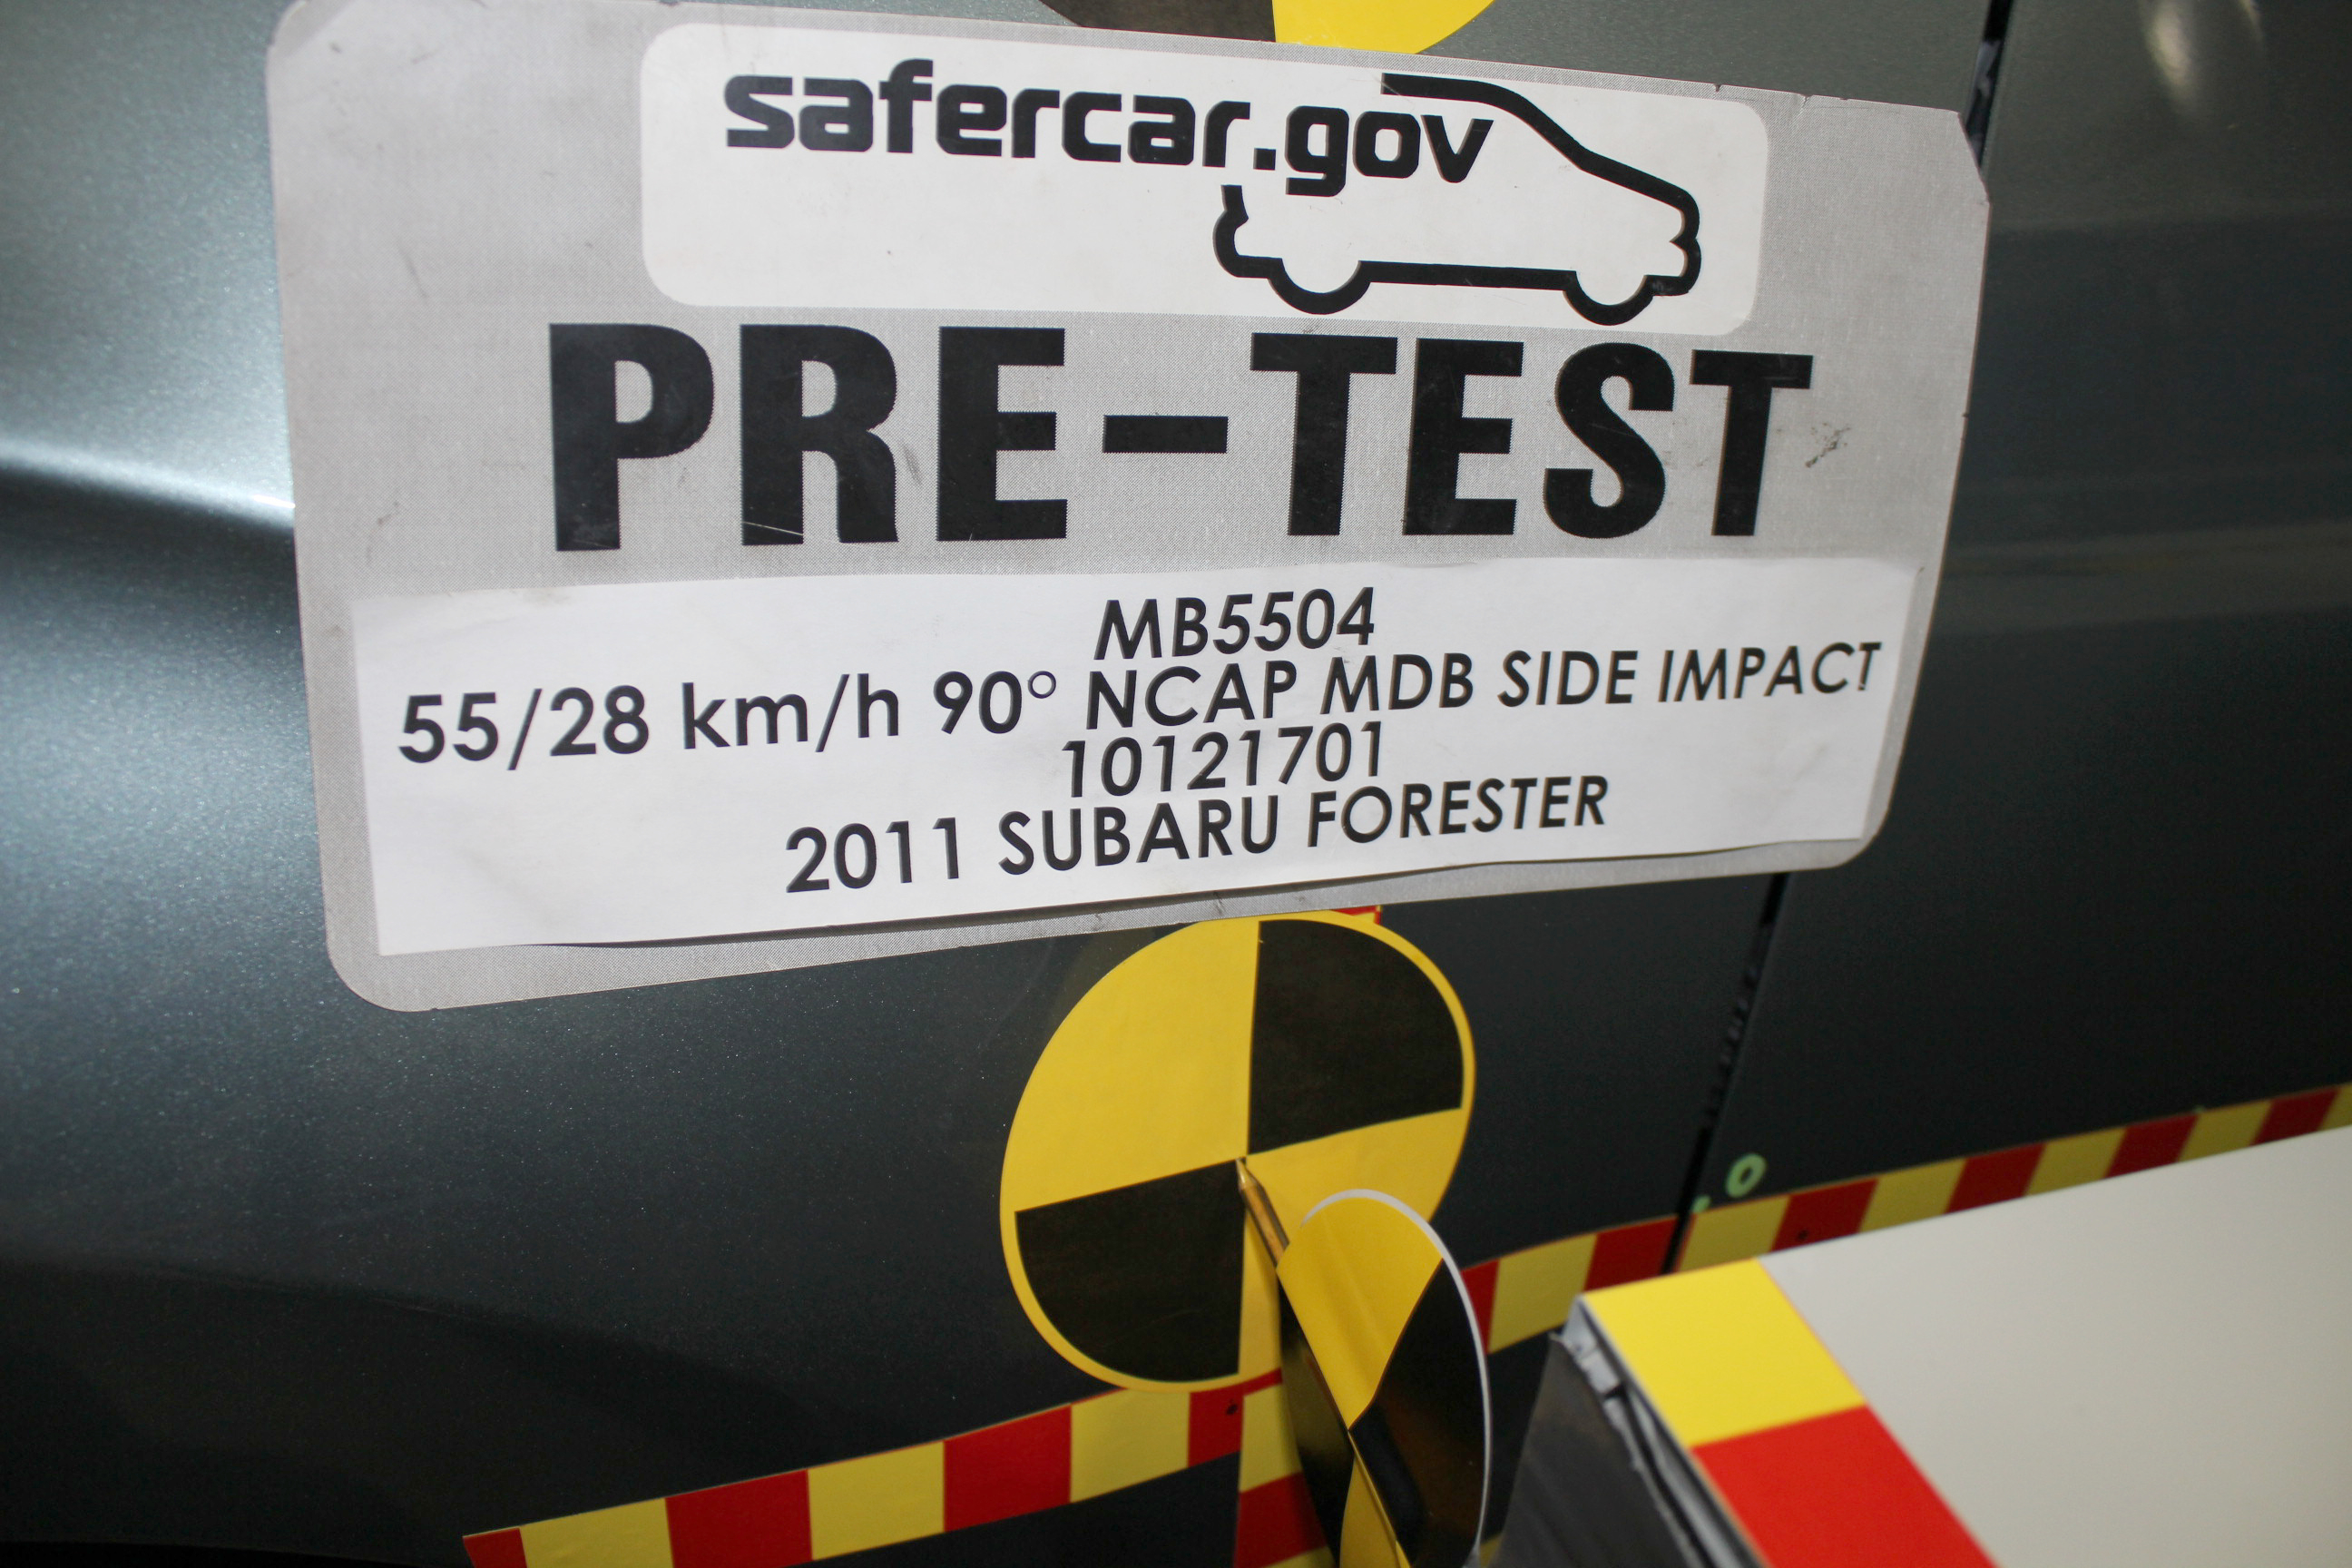 safercar.gov
PRE-TEST
MB5504
55/28 km/h 90° NCAP MDB SIDE IMPACT
10121701
2011 SUBARU FORESTER